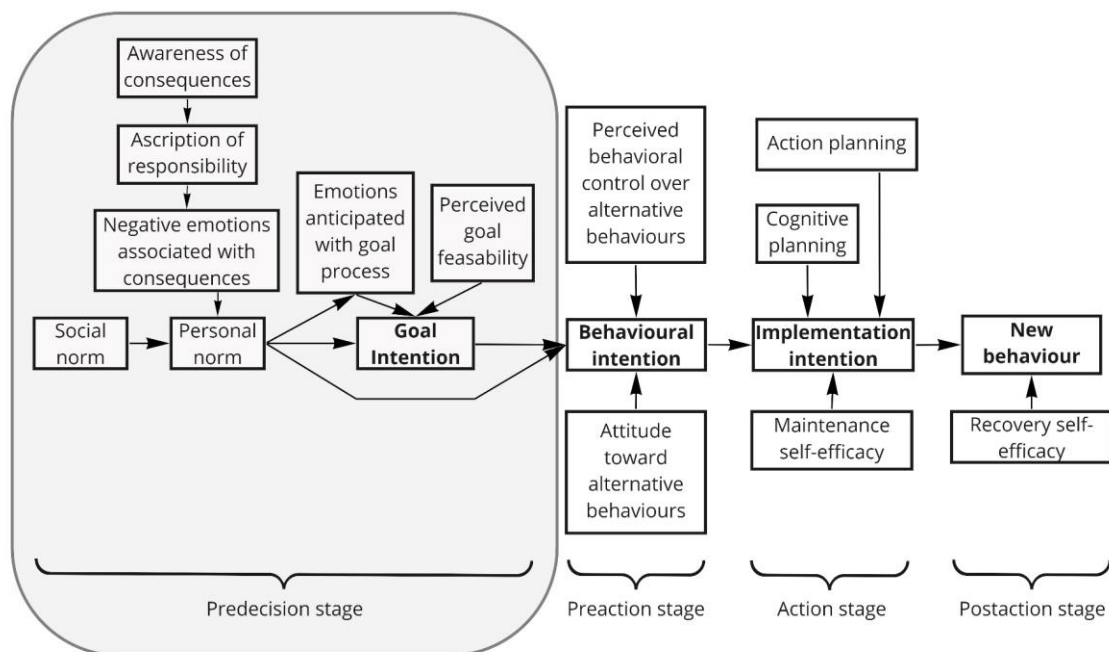 Awareness of
consequences
Ascription of
responsibility
Negative emotions
associated with
consequences
Social
norm
Personal
norm
Emotions
anticipated
with goal
process
Perceived
goal
feasability
Goal
Intention
Predecision stage
Perceived
behavioral
control over
alternative
behaviours
Behavioural
intention
Attitude
toward
alternative
behaviours
Preaction stage
Action planning
Cognitive
planning
Implementation
intention
Maintenance
self-efficacy
Action stage
New
behaviour
Recovery self-
efficacy
Postaction stage